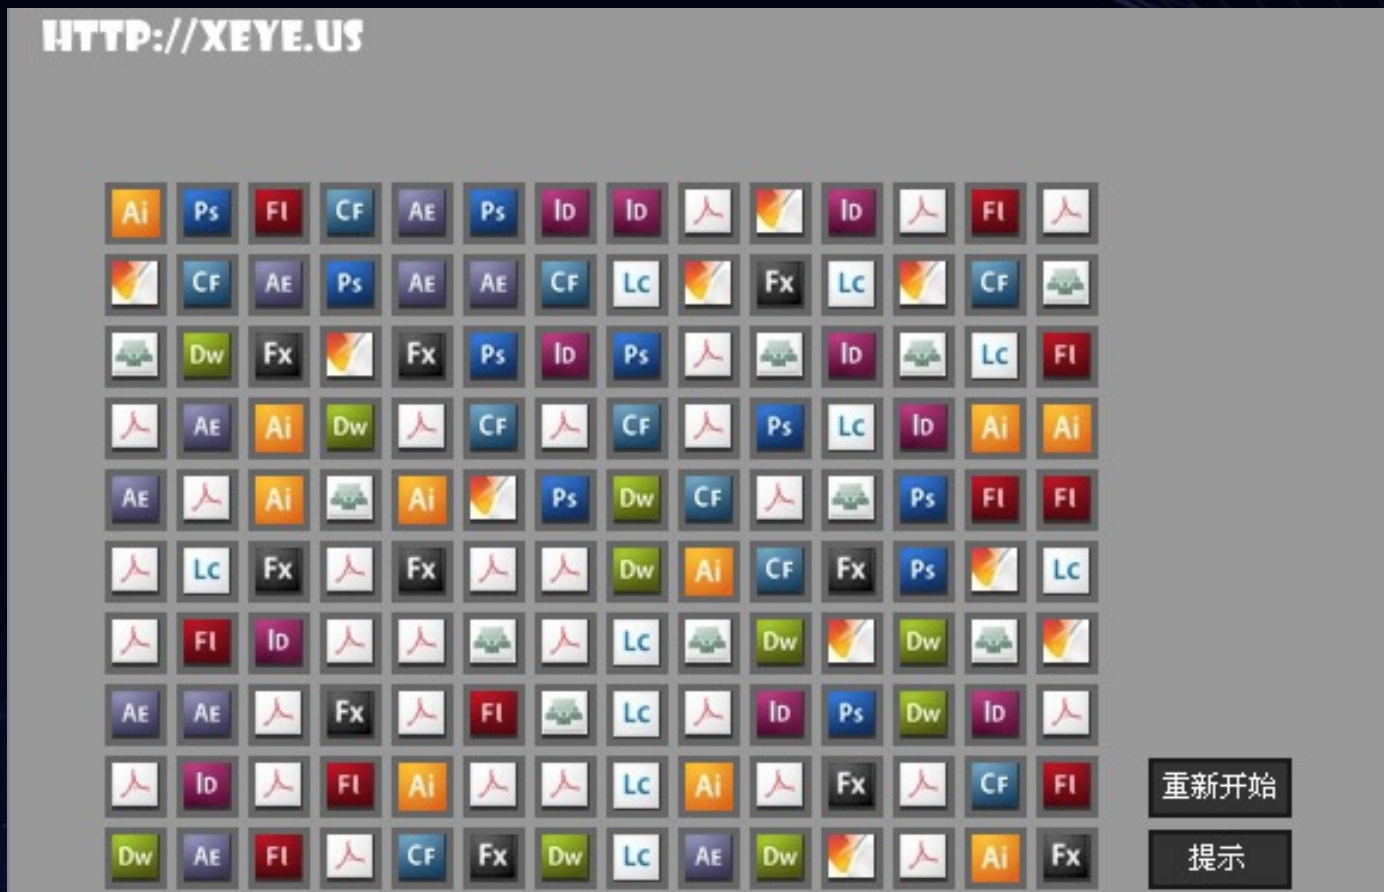 HTTP://XEYE.US
Ai Ps Fl CF AE Ps ID ID ID Fl
CF AE Ps AE AE CF Lc Fx Lc CF
Dw Fx Fx Ps ID Ps ID Lc Fl
AE Ai Dw CF CF Ps Lc ID Ai Ai
AE Ai Ai Ps Dw CF Ps Fl Fl
Lc Fx Fx Dw Ai CF Fx Ps Lc
Fl ID Lc Dw Dw
AE AE Fx Fl Lc ID Ps Dw ID
ID Fl Ai Lc Ai Fx CF Fl
重新开始
Dw AE Fl CF Fx Dw Lc AE Dw Ai Fx
提示